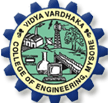 VIDYA VARDHAKA
COLLEGE OF ENGINEERING, MYSORE